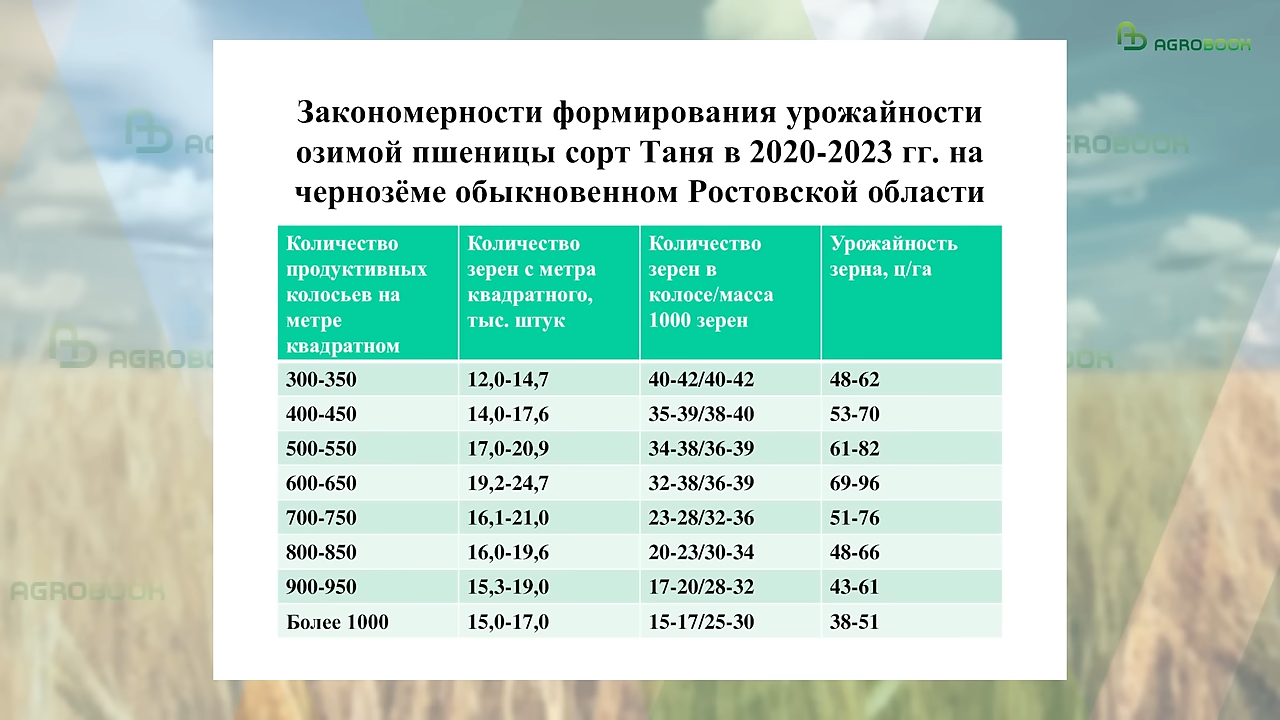 AGROBOOK
Закономерности формирования урожайности
озимой пшеницы сорт Таня в 2020-2023 гг. на
чернозёме обыкновенном Ростовской области
Количество продуктивных колосьев на метре квадратном | Количество зерен с метра квадратного, тыс. штук | Количество зерен в колосе/масса 1000 зерен | Урожайность зерна, ц/га
300-350 | 12,0-14,7 | 40-42/40-42 | 48-62
400-450 | 14,0-17,6 | 35-39/38-40 | 53-70
500-550 | 17,0-20,9 | 34-38/36-39 | 61-82
600-650 | 19,2-24,7 | 32-38/36-39 | 69-96
700-750 | 16,1-21,0 | 23-28/32-36 | 51-76
800-850 | 16,0-19,6 | 20-23/30-34 | 48-66
900-950 | 15,3-19,0 | 17-20/28-32 | 43-61
Более 1000 | 15,0-17,0 | 15-17/25-30 | 38-51
AGROBOOK